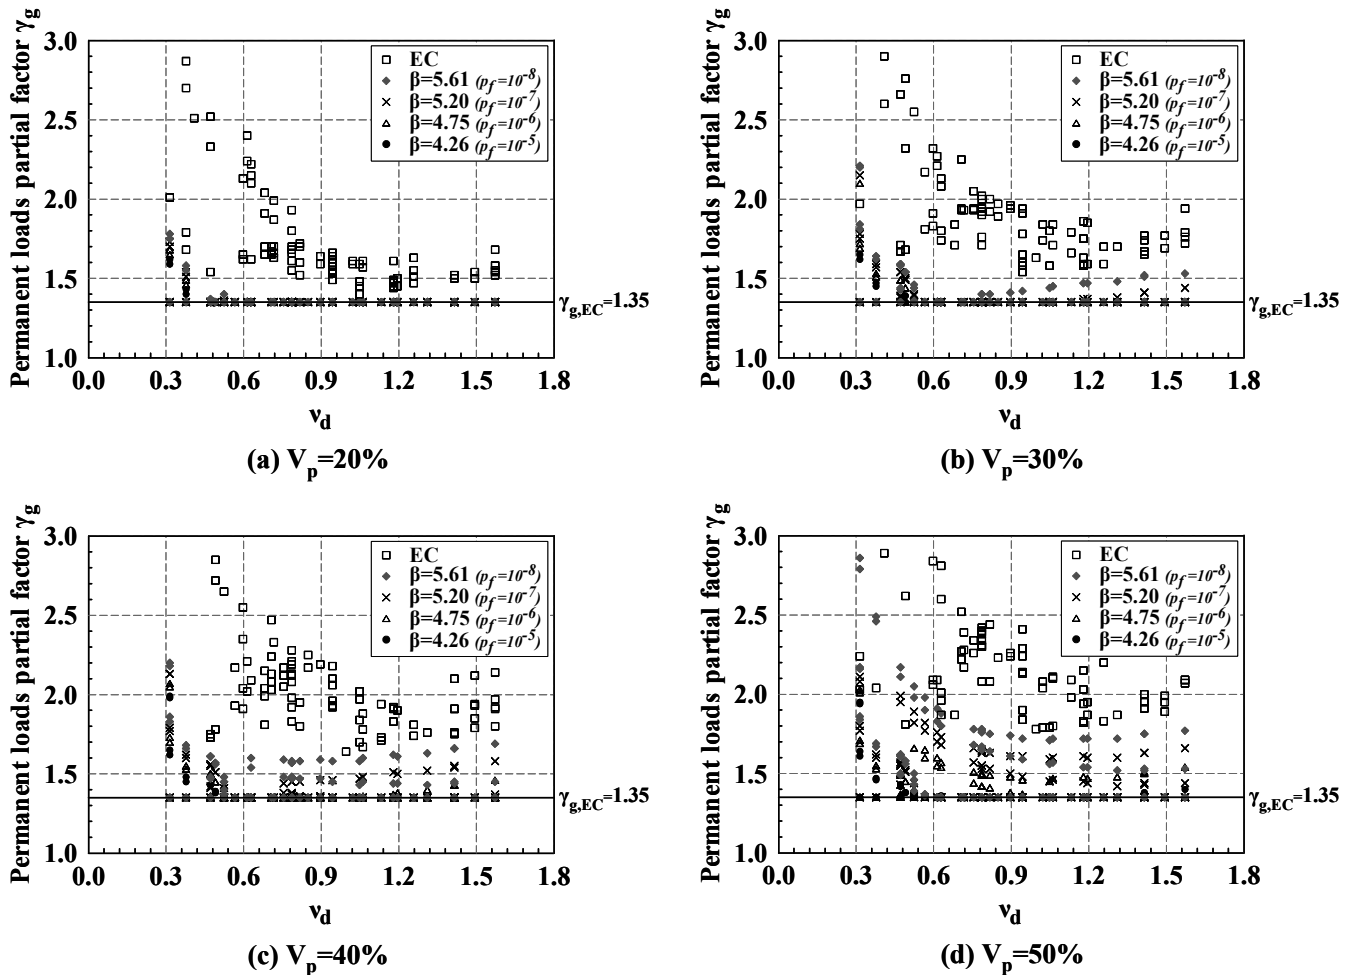 Permanent loads partial factor γg
3.0
2.5
2.0
1.5
1.0
0.0 0.3 0.6 0.9 1.2 1.5 1.8
νd
EC
β=5.61 (pf=10-8)
β=5.20 (pf=10-7)
β=4.75 (pf=10-6)
β=4.26 (pf=10-5)
γg,EC=1.35
(a) Vp=20%
Permanent loads partial factor γg
3.0
2.5
2.0
1.5
1.0
0.0 0.3 0.6 0.9 1.2 1.5 1.8
νd
EC
β=5.61 (pf=10-8)
β=5.20 (pf=10-7)
β=4.75 (pf=10-6)
β=4.26 (pf=10-5)
γg,EC=1.35
(b) Vp=30%
Permanent loads partial factor γg
3.0
2.5
2.0
1.5
1.0
0.0 0.3 0.6 0.9 1.2 1.5 1.8
νd
EC
β=5.61 (pf=10-8)
β=5.20 (pf=10-7)
β=4.75 (pf=10-6)
β=4.26 (pf=10-5)
γg,EC=1.35
(c) Vp=40%
Permanent loads partial factor γg
3.0
2.5
2.0
1.5
1.0
0.0 0.3 0.6 0.9 1.2 1.5 1.8
νd
EC
β=5.61 (pf=10-8)
β=5.20 (pf=10-7)
β=4.75 (pf=10-6)
β=4.26 (pf=10-5)
γg,EC=1.35
(d) Vp=50%